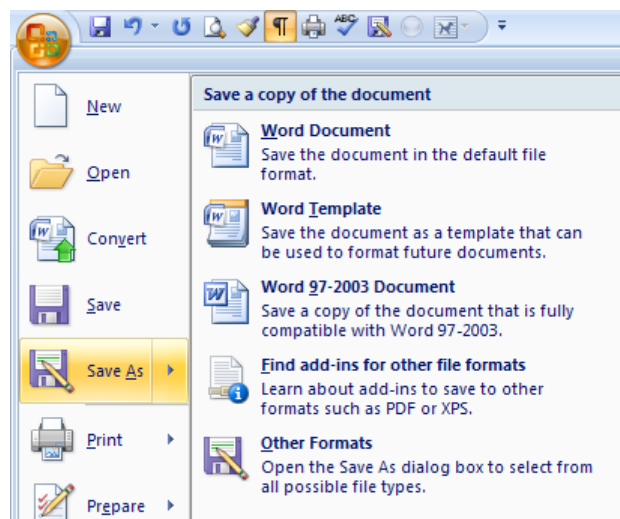 ABC
New
Open
Convert
Save
Save As
Print
Prepare
Save a copy of the document
Word Document
Save the document in the default file
format.
Word Template
Save the document as a template that can
be used to format future documents.
Word 97-2003 Document
Save a copy of the document that is fully
compatible with Word 97-2003.
Find add-ins for other file formats
Learn about add-ins to save to other
formats such as PDF or XPS.
Other Formats
Open the Save As dialog box to select from
all possible file types.